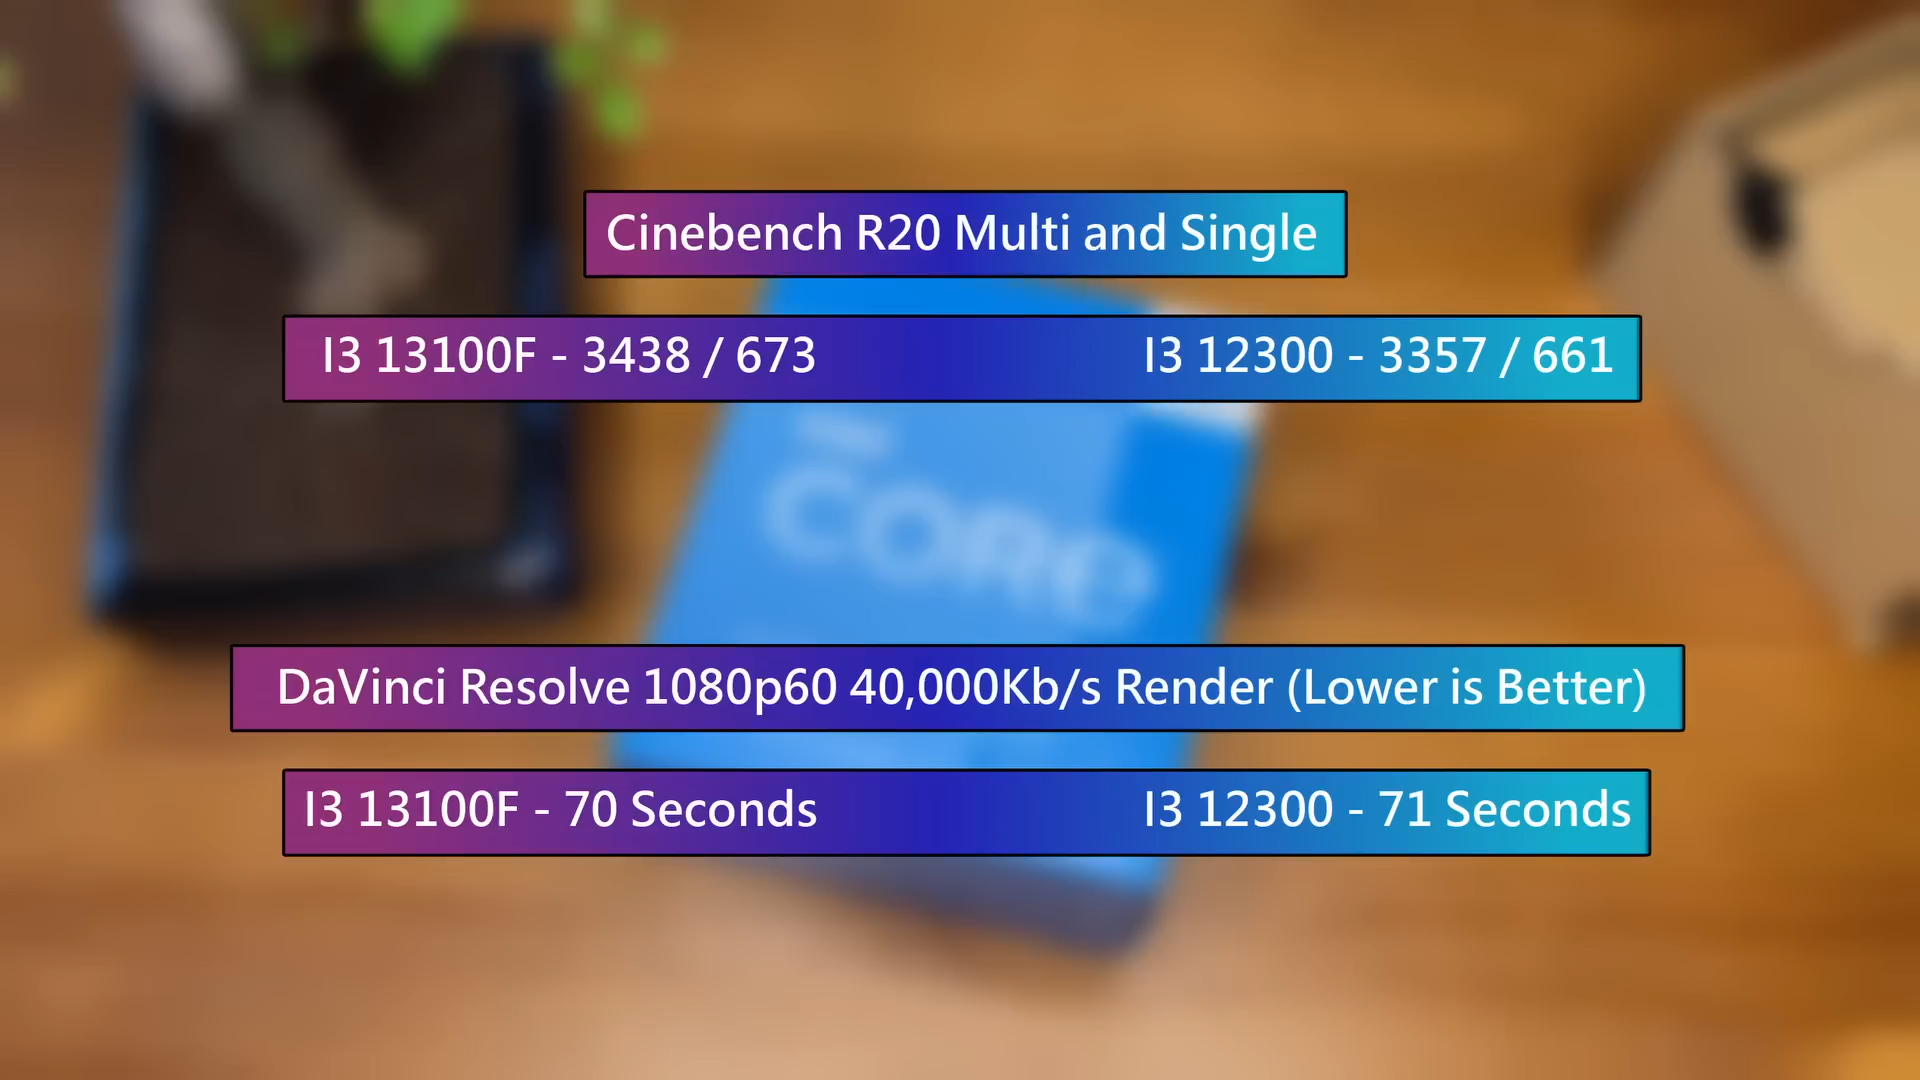 Cinebench R20 Multi and Single
I3 13100F - 3438 / 673 I3 12300 - 3357 / 661
CORe
DaVinci Resolve 1080p60 40,000Kb/s Render (Lower is Better)
I3 13100F - 70 Seconds I3 12300 - 71 Seconds